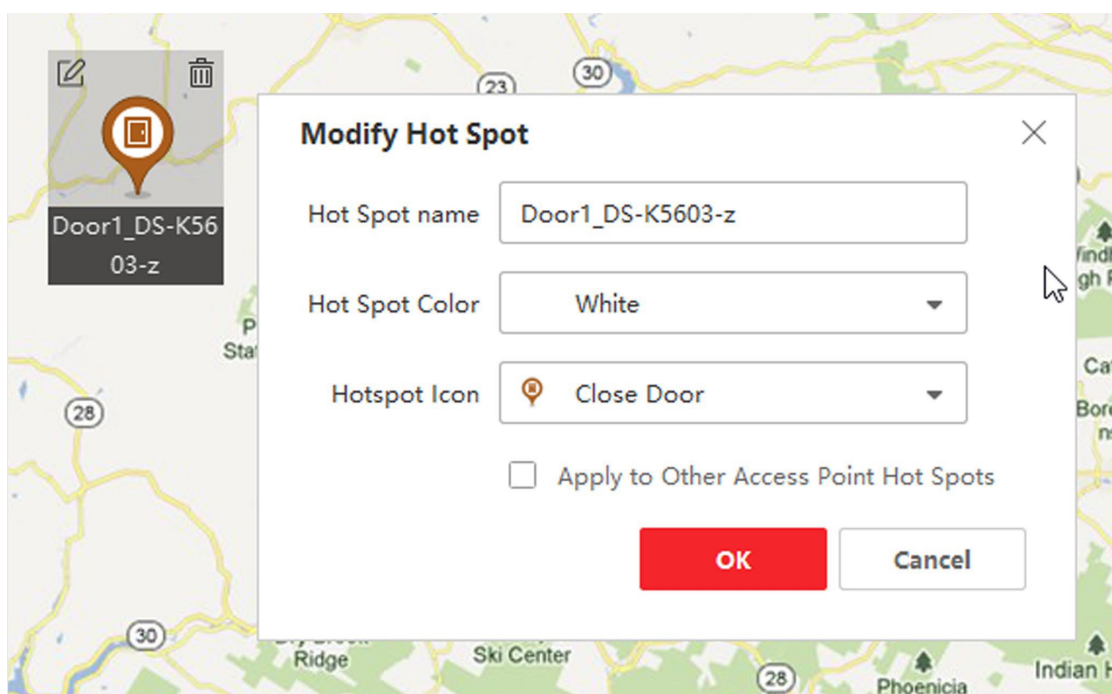 23
30
Modify Hot Spot
Door1_DS-K56
03-z
Hot Spot name
Door1_DS-K5603-z
Hot Spot Color
White
Hotspot Icon
Close Door
28
Apply to Other Access Point Hot Spots
OK
Cancel
30
Ridge
Ski Center
28
Phoenicia
Indian